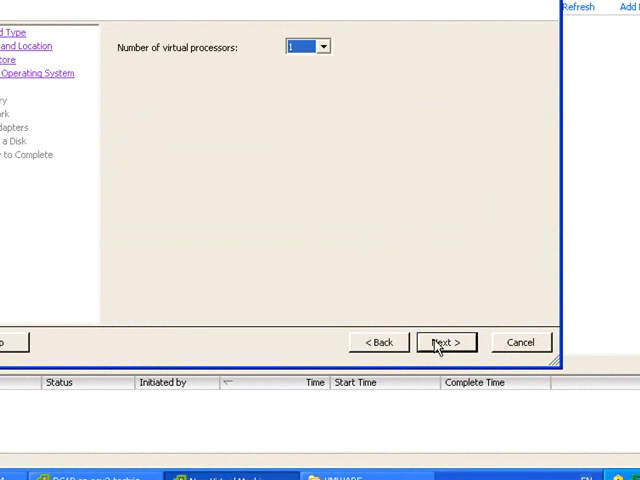 Refresh
Add
d Type
and Location
ore
Operating System
ry
rk
dapters
a Disk
y to Complete
Number of virtual processors:
1
p
< Back
Next >
Cancel
Status
Initiated by
Time
Start Time
Complete Time
VMWARE
EN